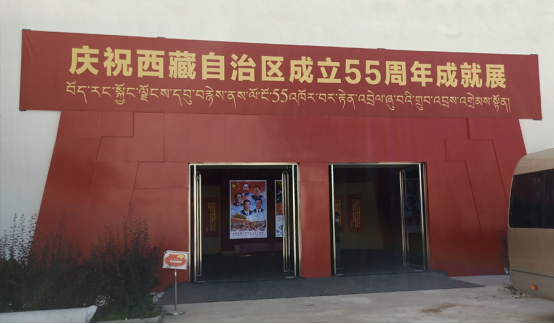 庆祝西藏自治区成立55周年成就展
བོད་རང་སྐྱོང་ལྗོངས་དབུ་བརྙེས་ནས་ལོ་ངོ་55འཁོར་བར་རྟེན་འབྲེལ་ཞུ་བའི་གྲུབ་འབྲས་འགྲེམས་སྟོན།